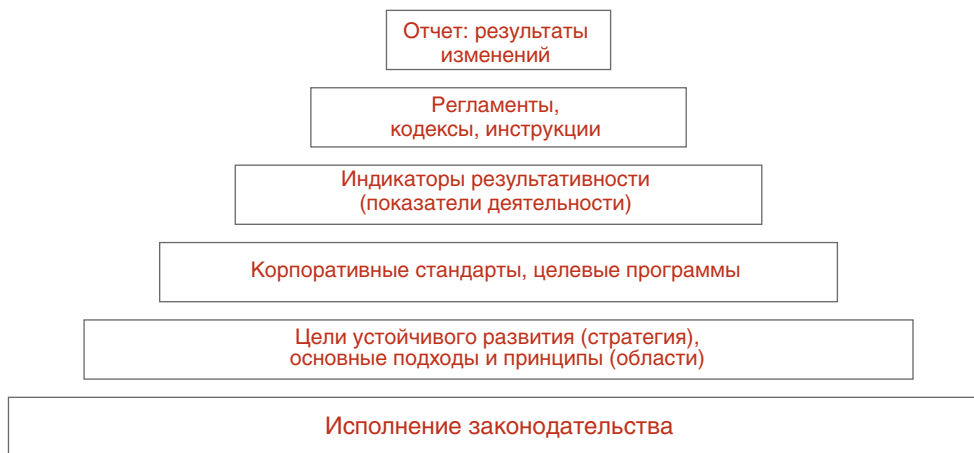 Отчет: результаты
изменений
Регламенты,
кодексы, инструкции
Индикаторы результативности
(показатели деятельности)
Корпоративные стандарты, целевые программы
Цели устойчивого развития (стратегия),
основные подходы и принципы (области)
Исполнение законодательства